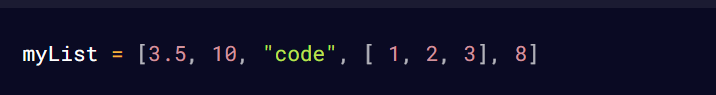 myList = [3.5, 10, "code", [ 1, 2, 3], 8]